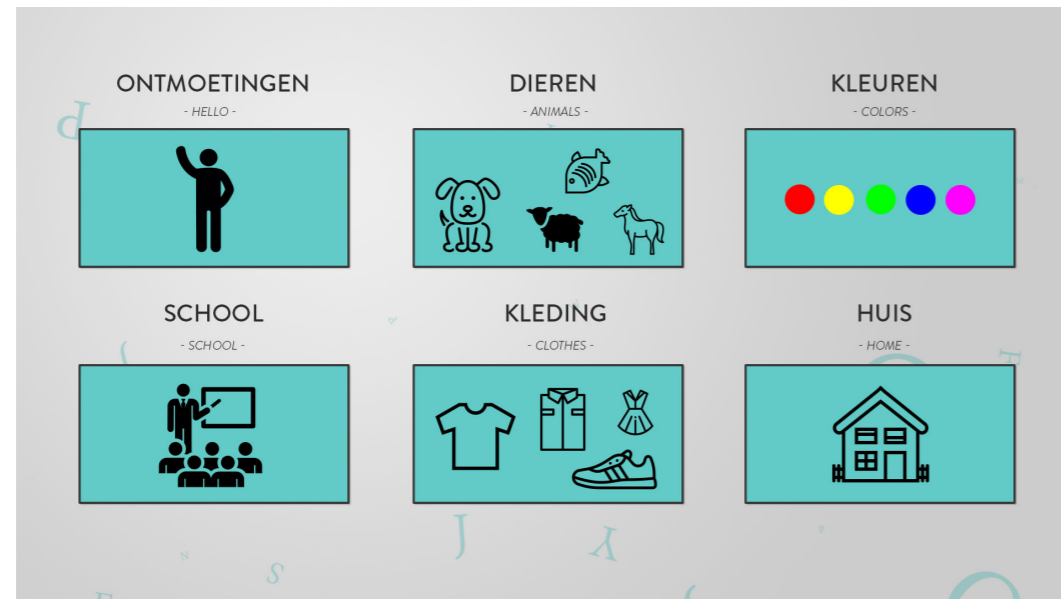 ONTMOETINGEN
- HELLO -
DIEREN
- ANIMALS -
KLEUREN
- COLORS -
SCHOOL
- SCHOOL -
KLEDING
- CLOTHES -
HUIS
- HOME -
P
J
S
J
Y
N